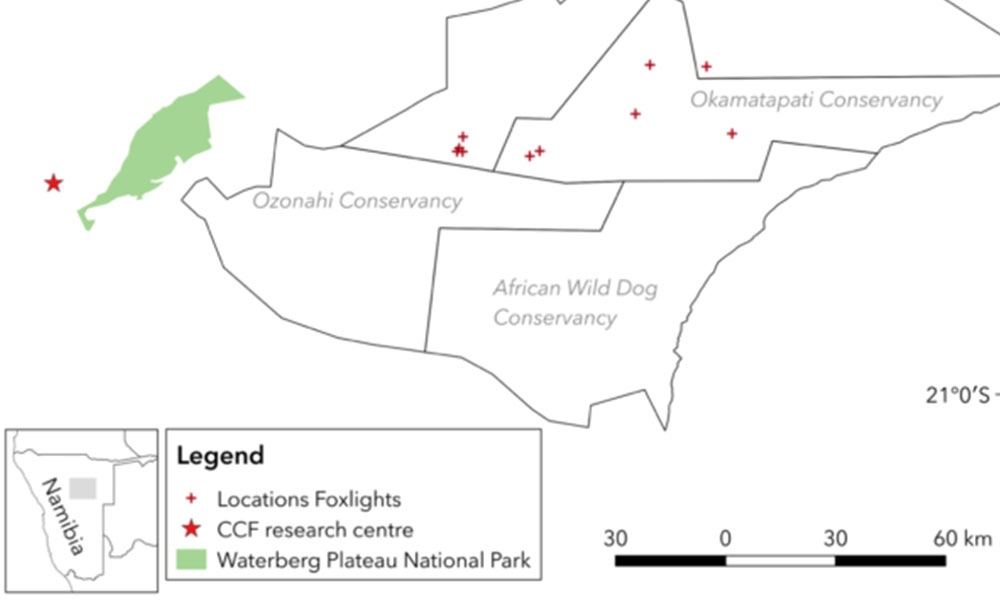 Okamatapati Conservancy
Ozonahi Conservancy
African Wild Dog
Conservancy
21°0'S
Namibia
Legend
Locations Foxlights
CCF research centre
Waterberg Plateau National Park
30 0 30 60 km